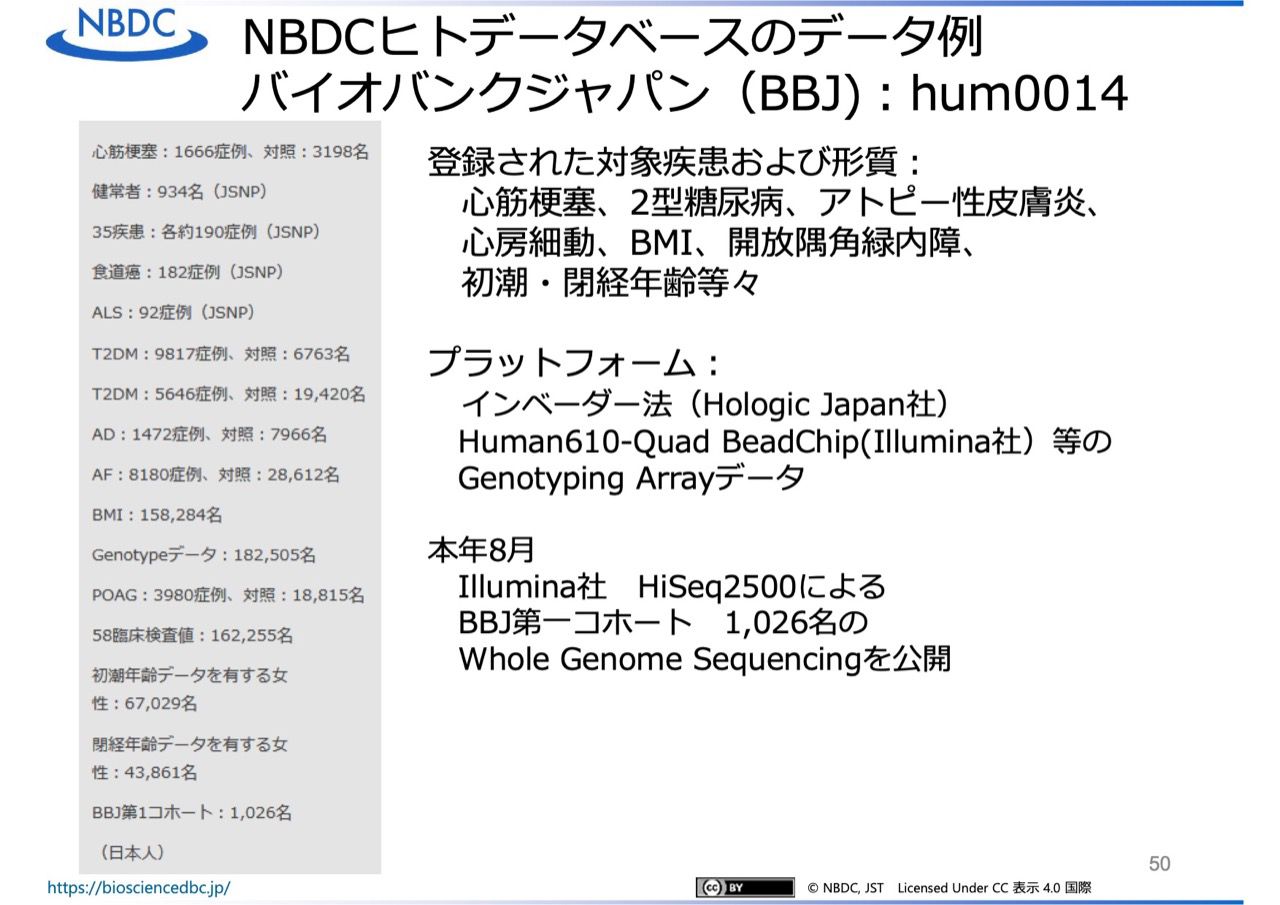 NBDC
NBDCヒトデータベースのデータ例
バイオバンクジャパン（BBJ)：hum0014
心筋梗塞：1666症例、対照：3198名
健常者：934名（JSNP）
35疾患：各約190症例（JSNP）
食道癌：182症例（JSNP）
ALS：92症例（JSNP）
T2DM：9817症例、対照：6763名
T2DM：5646症例、対照：19,420名
AD：1472症例、対照：7966名
AF：8180症例、対照：28,612名
BMI：158,284名
Genotypeデータ：182,505名
POAG：3980症例、対照：18,815名
58臨床検査値：162,255名
初潮年齢データを有する女
性：67,029名
閉経年齢データを有する女
性：43,861名
BBJ第1コホート：1,026名
（日本人）
登録された対象疾患および形質：
心筋梗塞、2型糖尿病、アトピー性皮膚炎、
心房細動、BMI、開放隅角緑内障、
初潮・閉経年齢等々
プラットフォーム：
インベーダー法（Hologic Japan社）
Human610-Quad BeadChip(Illumina社）等の
Genotyping Arrayデータ
本年8月
Illumina社　HiSeq2500による
BBJ第一コホート　1,026名の
Whole Genome Sequencingを公開
50
https://biosciencedbc.jp/
cc BY
© NBDC, JST　Licensed Under CC 表示 4.0 国際